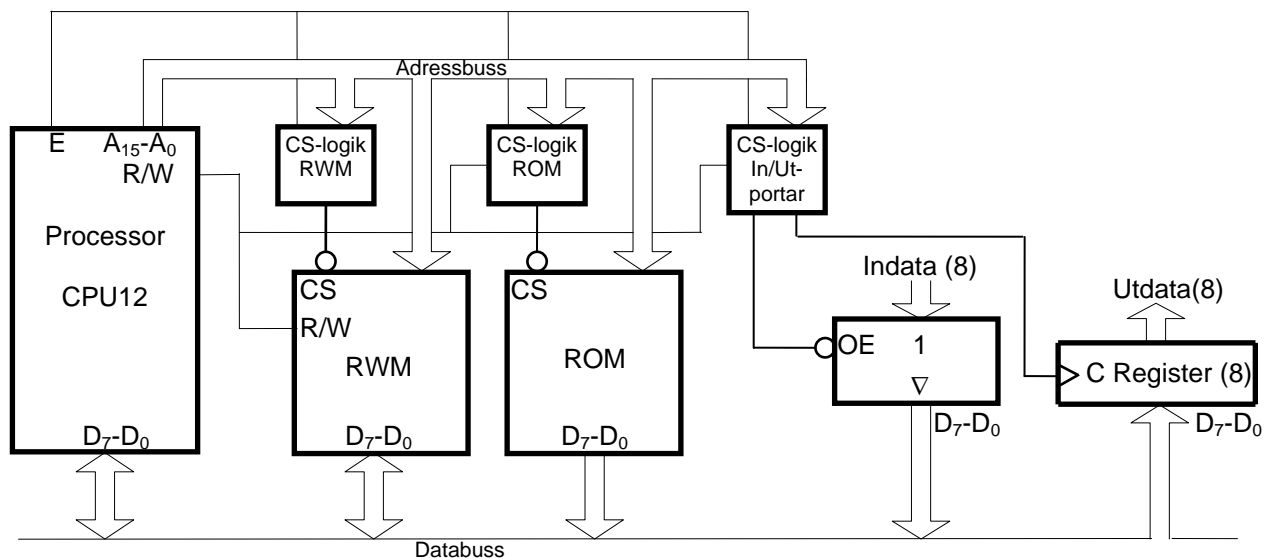 Adressbuss
E A₁₅-A₀
R/W
Processor
CPU12
D₇-D₀
CS-logik
RWM
CS-logik
ROM
CS-logik
In/Ut-
portar
CS
R/W
RWM
D₇-D₀
CS
ROM
D₇-D₀
Indata (8)
OE 1
∇
D₇-D₀
Utdata(8)
C Register (8)
D₇-D₀
Databuss